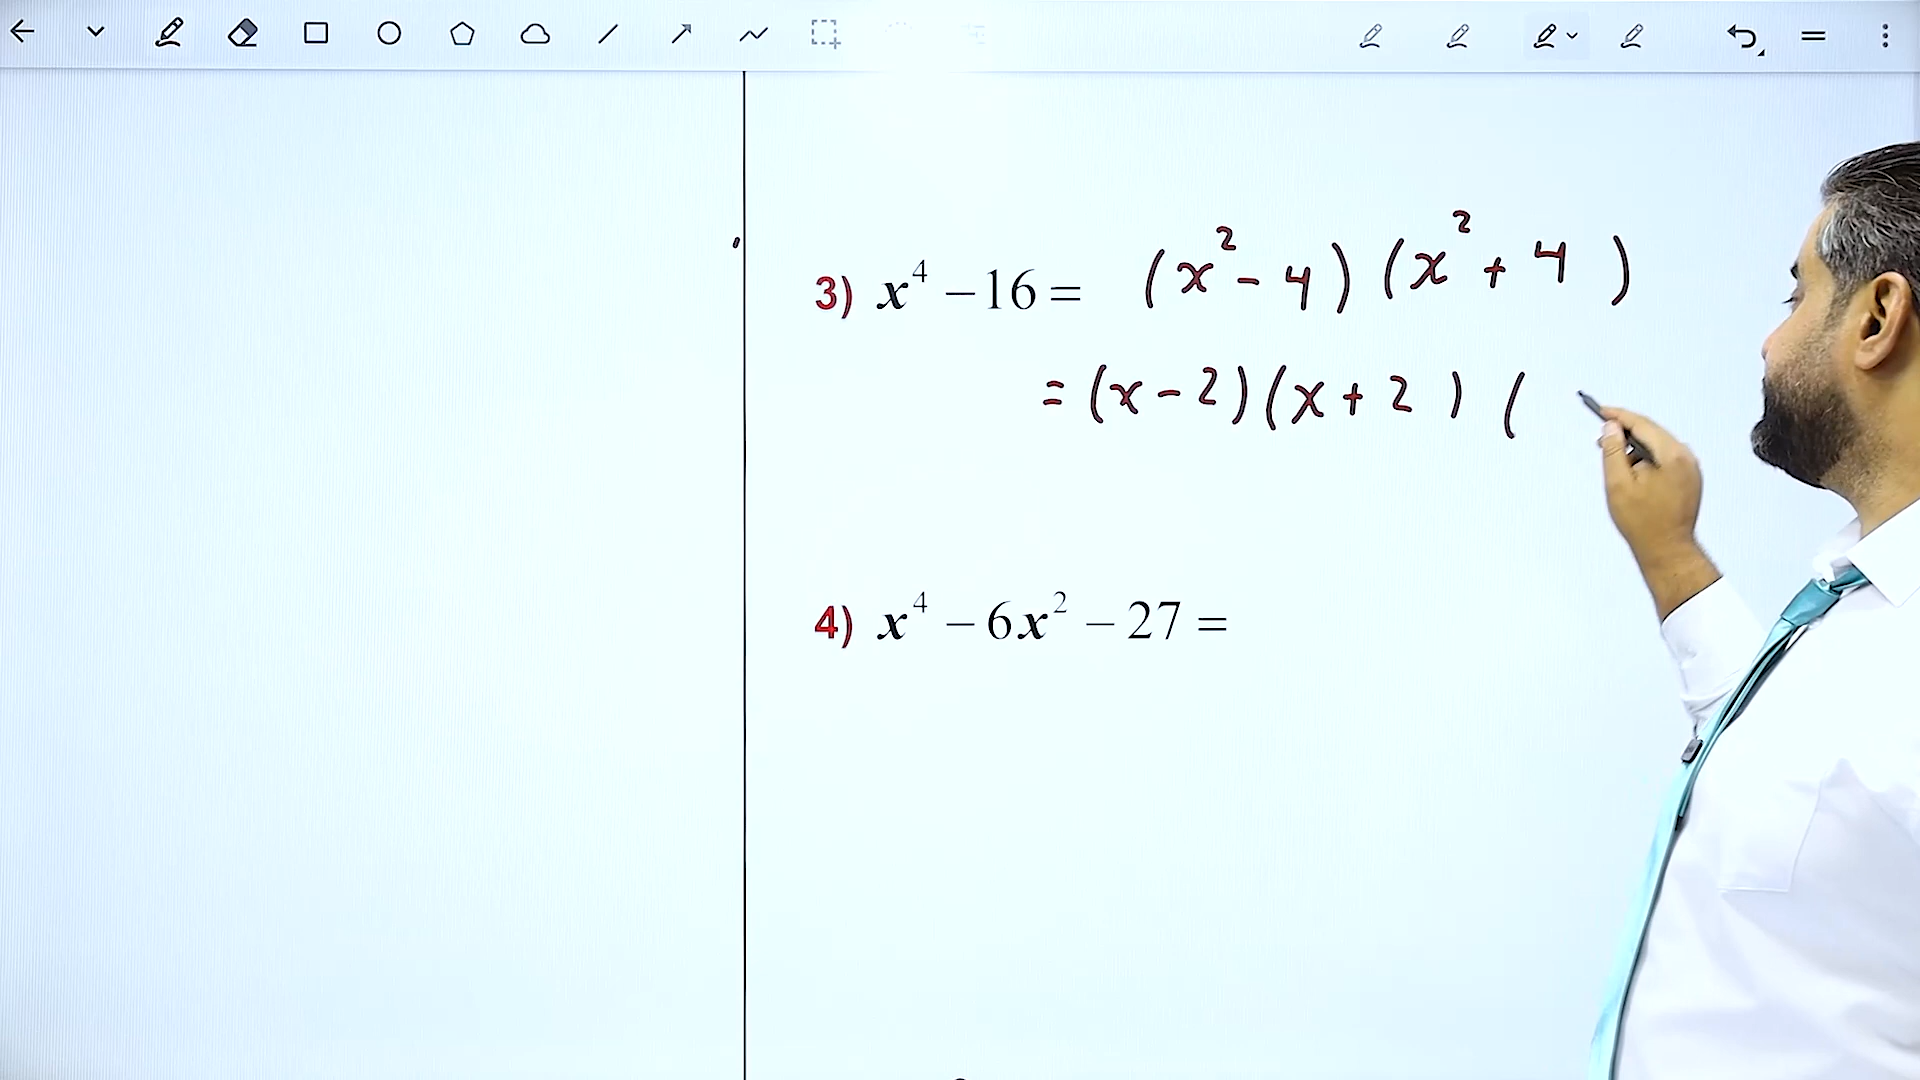 3) x⁴ – 16 = (x² - 4) (x² + 4 )
= (x - 2) (x + 2 ) (
4) x⁴ – 6x² – 27 =